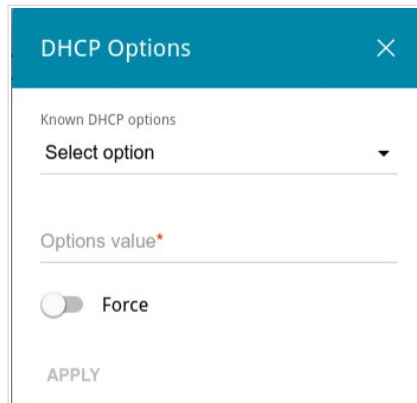 DHCP Options
Known DHCP options
Select option
Options value*
Force
APPLY